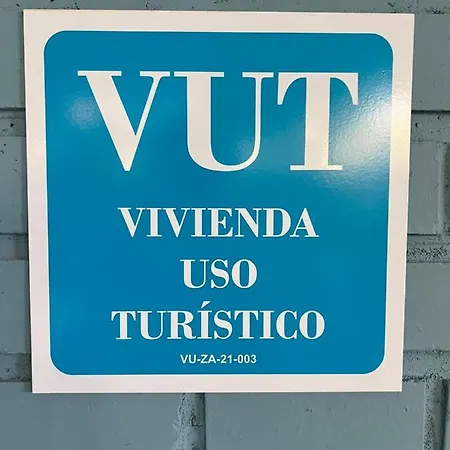 VUT
VIVIENDA
USO
TURÍSTICO
VU-ZA-21-003